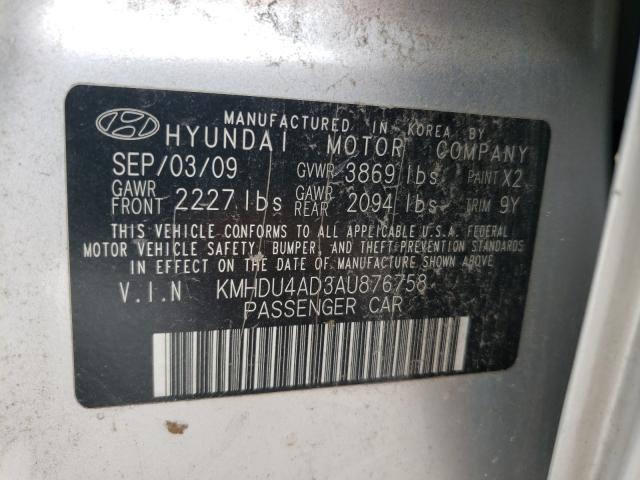 MANUFACTURED IN KOREA BY
HYUNDAI MOTOR COMPANY
SEP/03/09 GVWR 3869 lbs PAINT X2
GAWR FRONT 2227 lbs GAWR REAR 2094 lbs TRIM 9Y
THIS VEHICLE CONFORMS TO ALL APPLICABLE U.S.A. FEDERAL
MOTOR VEHICLE SAFETY, BUMPER, AND THEFT PREVENTION STANDARDS
IN EFFECT ON THE DATE OF MANUFACTURE SHOWN ABOVE
V.I.N KMHDU4AD3AU876758
PASSENGER CAR